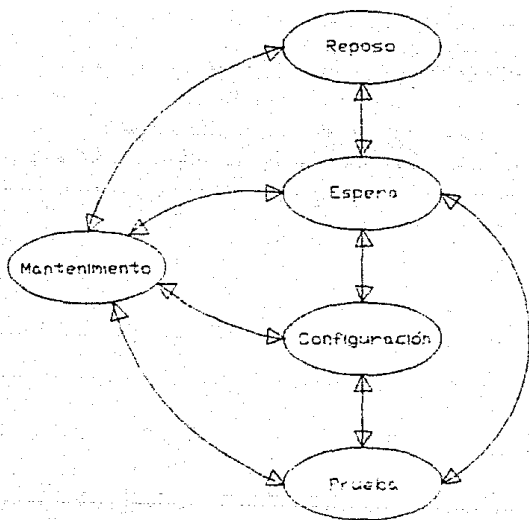 Reposo
Espera
Mantenimiento
Configuración
Prueba